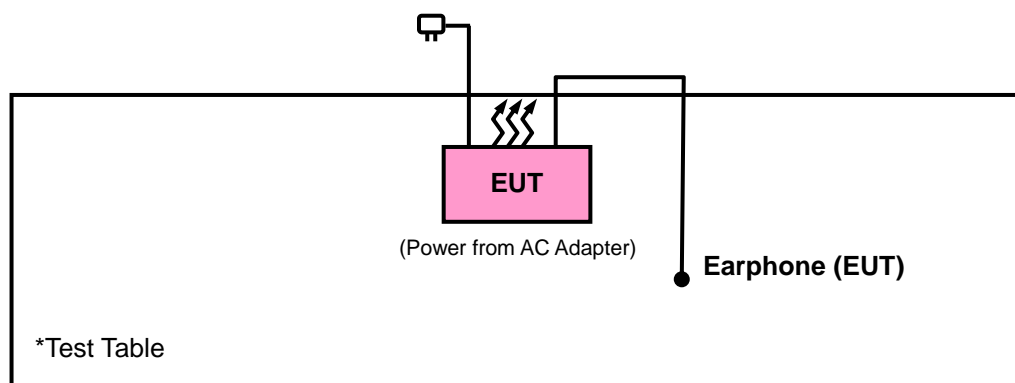 EUT
(Power from AC Adapter)
Earphone (EUT)
*Test Table